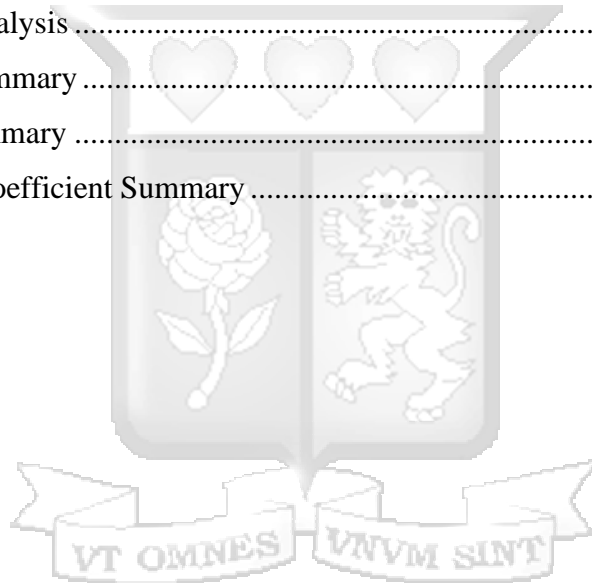 alysis ..............................................................................
mmary ..............................................................................
mary ..............................................................................
oefficient Summary ......................................................
VT OMNES VNVM SINT